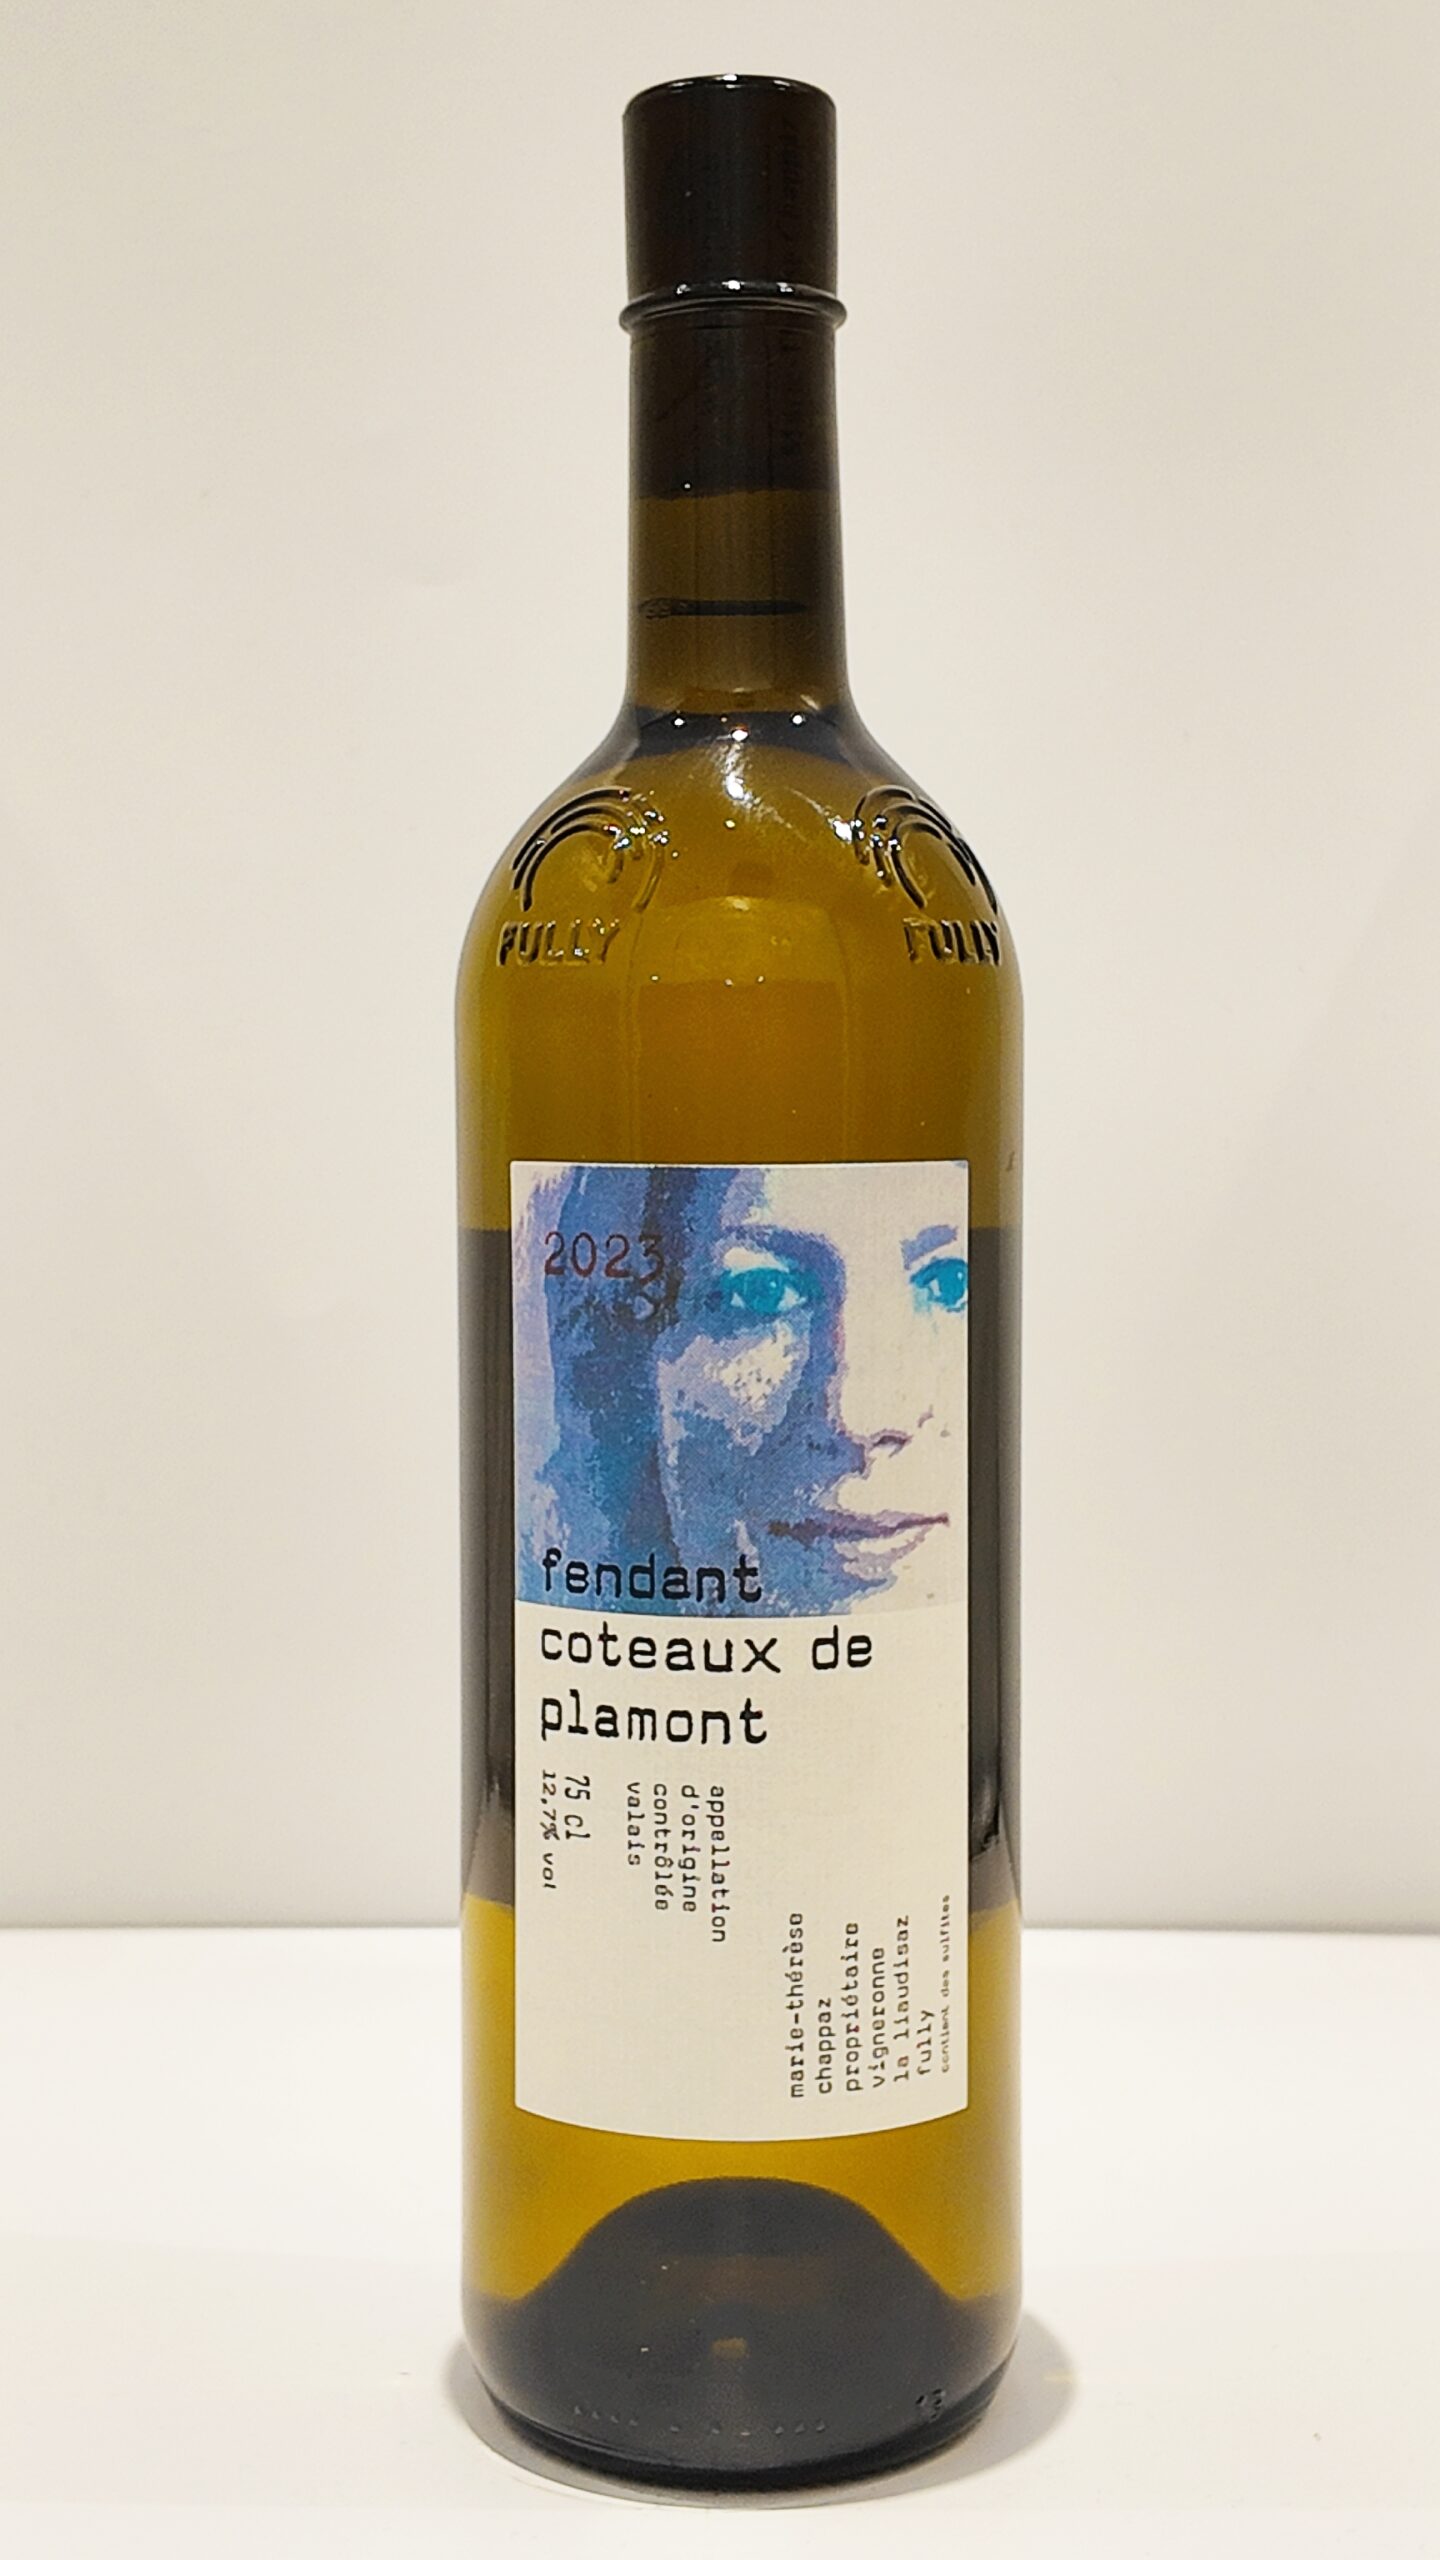 FULLY
FULLY
2023
fendant
coteaux de
plamont
75 cl
12,7% vol
appellation
d'origine
contrôlée
valais
marie-thérèse
chappaz
propriétaire
vigneronne
la liaudisaz
fully
contient des sulfites